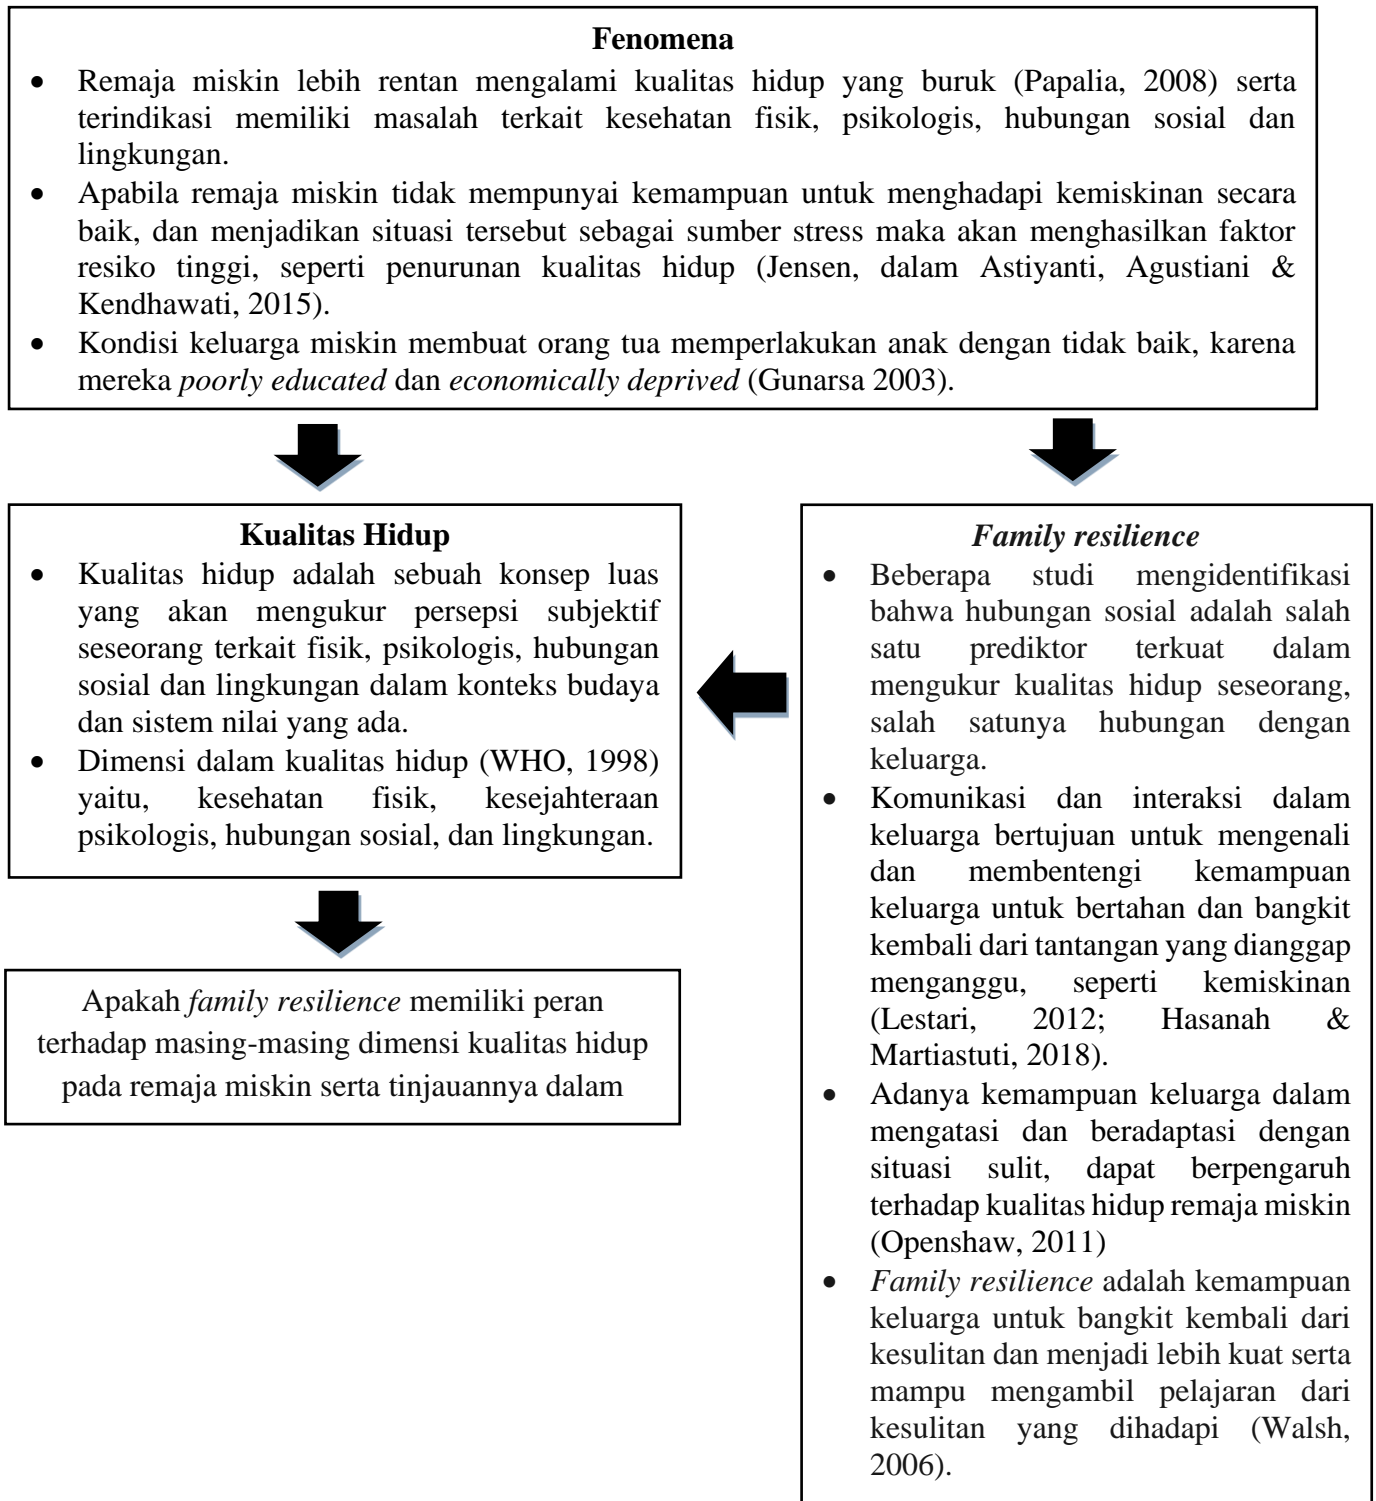 Fenomena
• Remaja miskin lebih rentan mengalami kualitas hidup yang buruk (Papalia, 2008) serta
terindikasi memiliki masalah terkait kesehatan fisik, psikologis, hubungan sosial dan
lingkungan.
• Apabila remaja miskin tidak mempunyai kemampuan untuk menghadapi kemiskinan secara
baik, dan menjadikan situasi tersebut sebagai sumber stress maka akan menghasilkan faktor
resiko tinggi, seperti penurunan kualitas hidup (Jensen, dalam Astiyanti, Agustiani &
Kendhawati, 2015).
• Kondisi keluarga miskin membuat orang tua memperlakukan anak dengan tidak baik, karena
mereka poorly educated dan economically deprived (Gunarsa 2003).
Kualitas Hidup
• Kualitas hidup adalah sebuah konsep luas
yang akan mengukur persepsi subjektif
seseorang terkait fisik, psikologis, hubungan
sosial dan lingkungan dalam konteks budaya
dan sistem nilai yang ada.
• Dimensi dalam kualitas hidup (WHO, 1998)
yaitu, kesehatan fisik, kesejahteraan
psikologis, hubungan sosial, dan lingkungan.
Apakah family resilience memiliki peran
terhadap masing-masing dimensi kualitas hidup
pada remaja miskin serta tinjauannya dalam
Family resilience
• Beberapa studi mengidentifikasi
bahwa hubungan sosial adalah salah
satu prediktor terkuat dalam
mengukur kualitas hidup seseorang,
salah satunya hubungan dengan
keluarga.
• Komunikasi dan interaksi dalam
keluarga bertujuan untuk mengenali
dan membentengi kemampuan
keluarga untuk bertahan dan bangkit
kembali dari tantangan yang dianggap
menganggu, seperti kemiskinan
(Lestari, 2012; Hasanah &
Martiastuti, 2018).
• Adanya kemampuan keluarga dalam
mengatasi dan beradaptasi dengan
situasi sulit, dapat berpengaruh
terhadap kualitas hidup remaja miskin
(Openshaw, 2011)
• Family resilience adalah kemampuan
keluarga untuk bangkit kembali dari
kesulitan dan menjadi lebih kuat serta
mampu mengambil pelajaran dari
kesulitan yang dihadapi (Walsh,
2006).